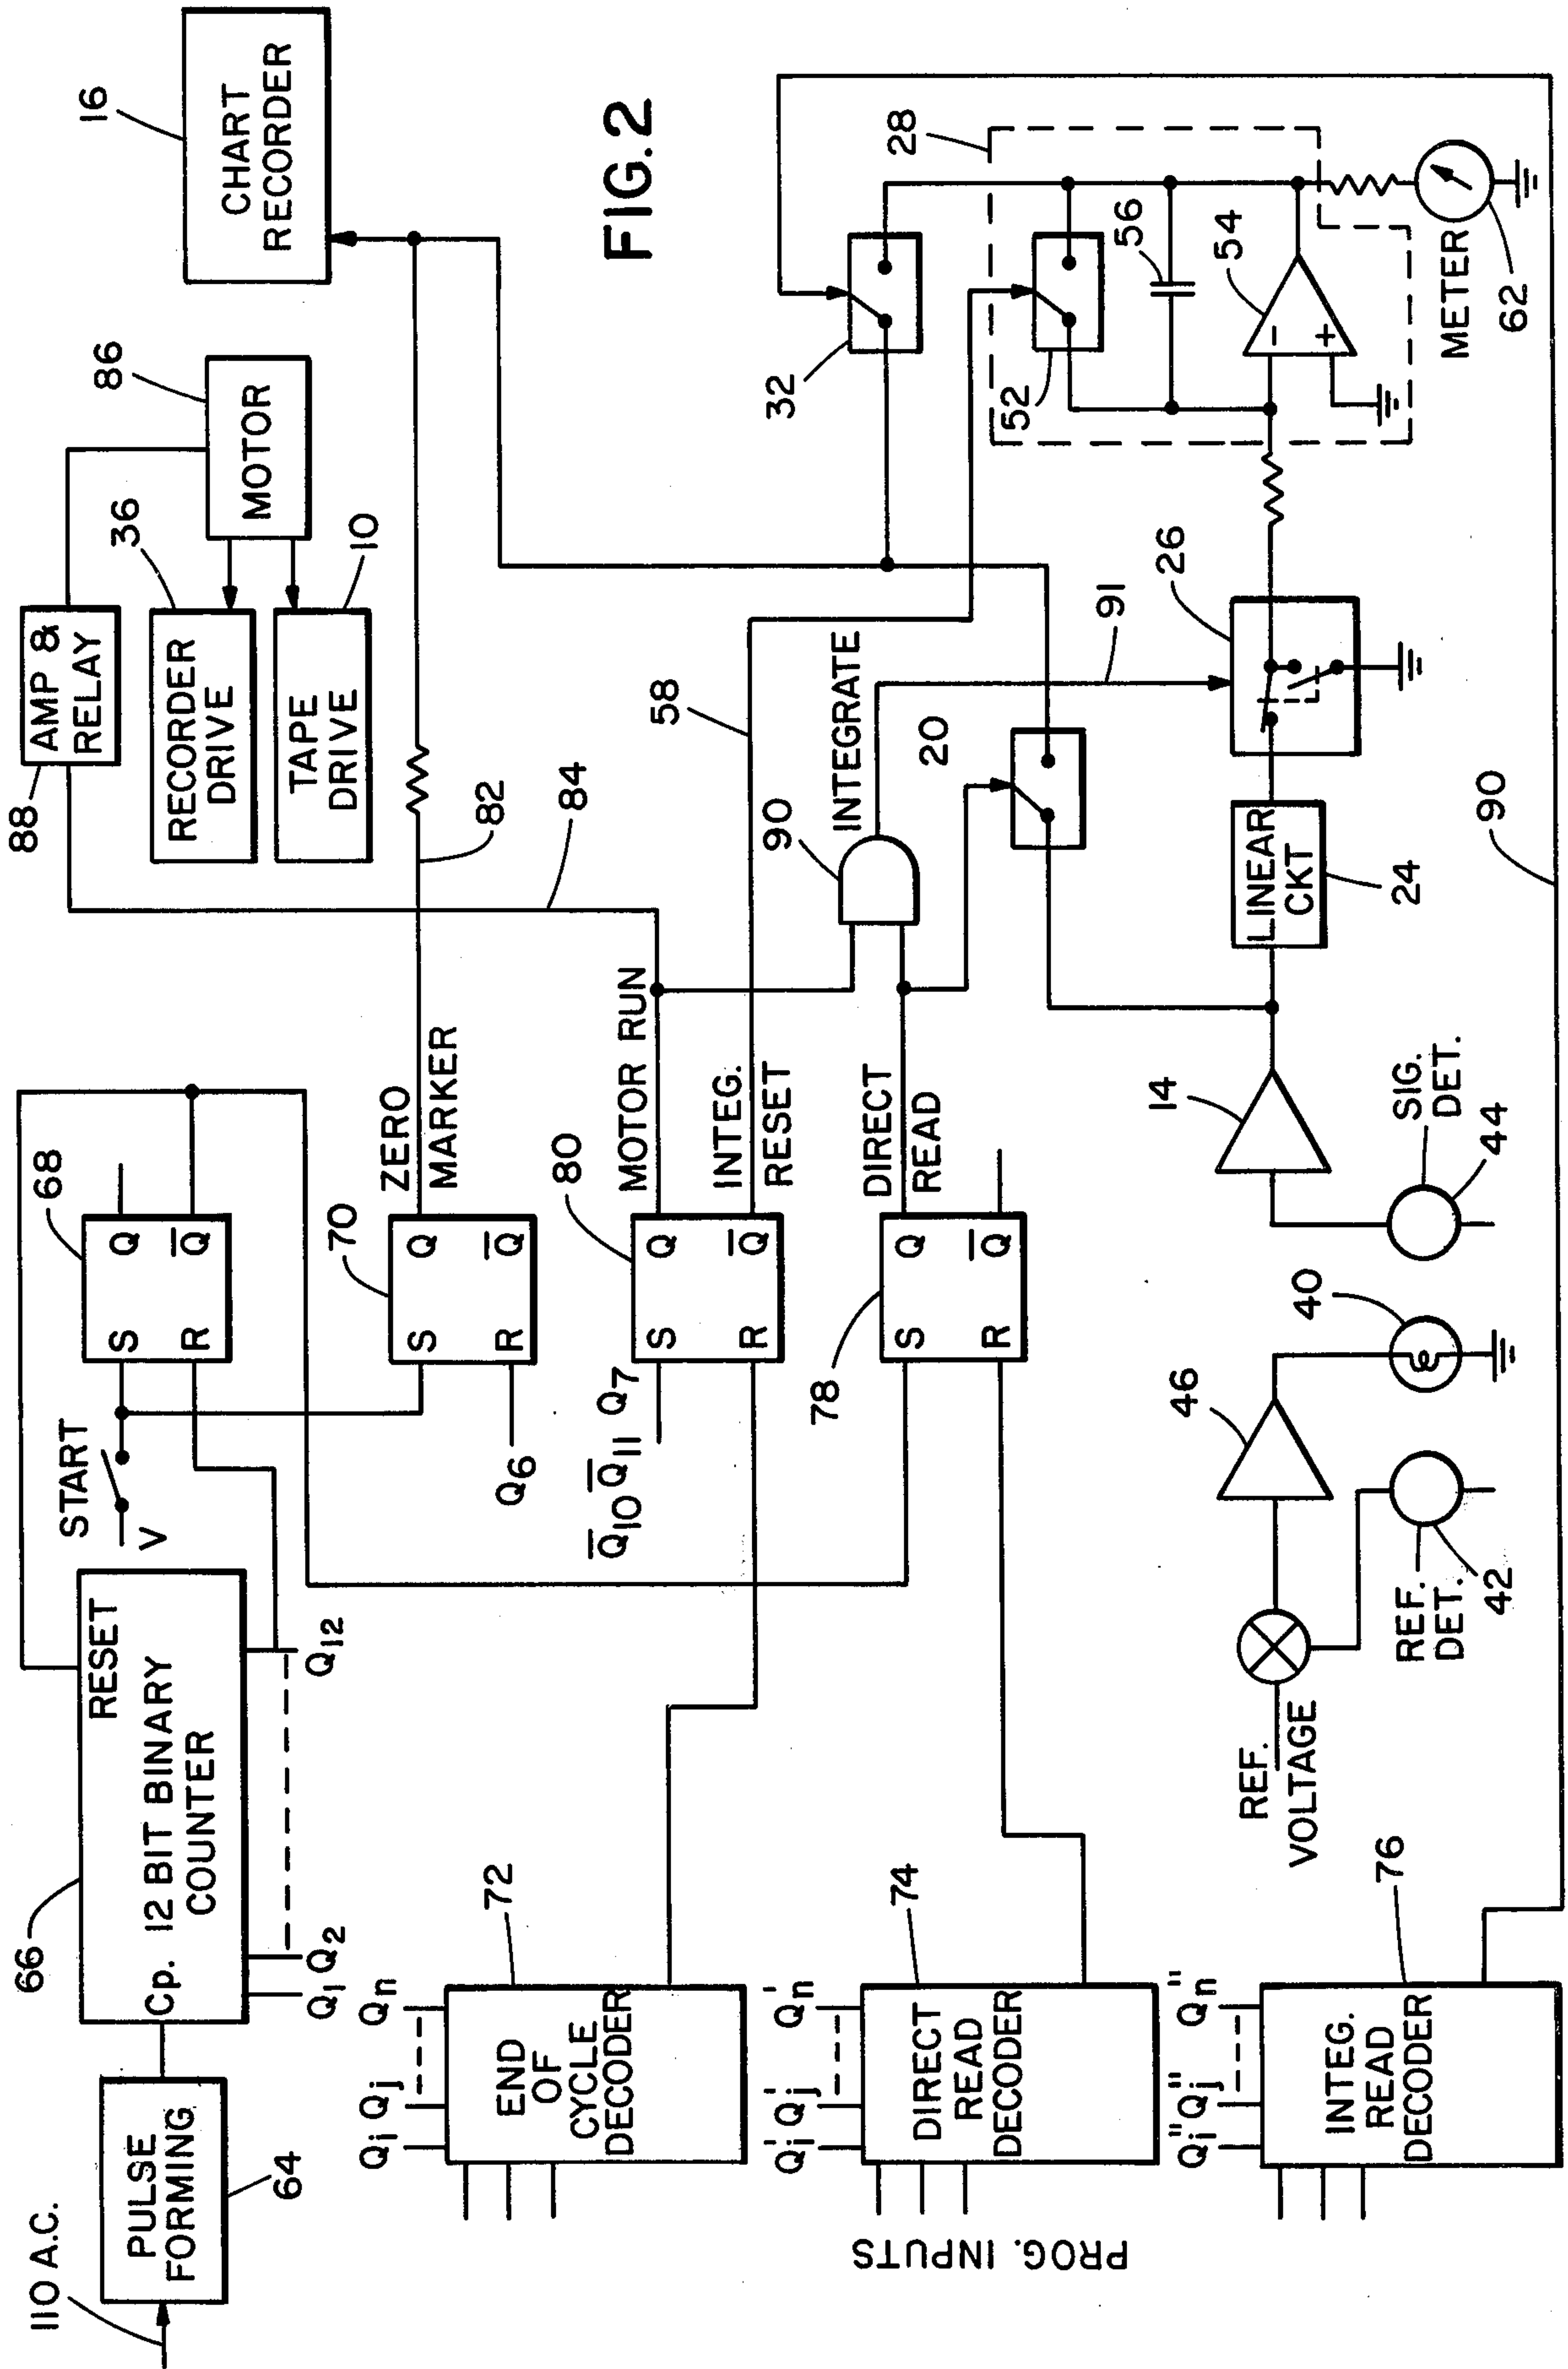 FIG.2
110 A.C.
PULSE
FORMING
64
66
RESET
Cp. 12 BIT BINARY
COUNTER
Q1
Q2
Q12
START
V
68
S
Q
R
Q̅
70
S
Q
R
Q̅
Q6
ZERO
MARKER
82
Q̅10 Q̅11 Q7
80
S
Q
R
Q̅
MOTOR RUN
INTEG.
RESET
84
58
78
S
Q
R
Q̅
DIRECT
READ
88
AMP &
RELAY
86
MOTOR
36
RECORDER
DRIVE
TAPE
DRIVE
10
16
CHART
RECORDER
Qi
Qj
Qn
72
END
OF
CYCLE
DECODER
Q'i
Q'j
Q'n
74
DIRECT
READ
DECODER
Q"i
Q"j
Q"n
76
INTEG.
READ
DECODER
PROG. INPUTS
90
INTEGRATE
91
20
32
28
52
56
54
-
+
METER
62
26
LINEAR
CKT
24
14
SIG.
DET.
44
40
46
REF.
DET.
42
REF.
VOLTAGE
90